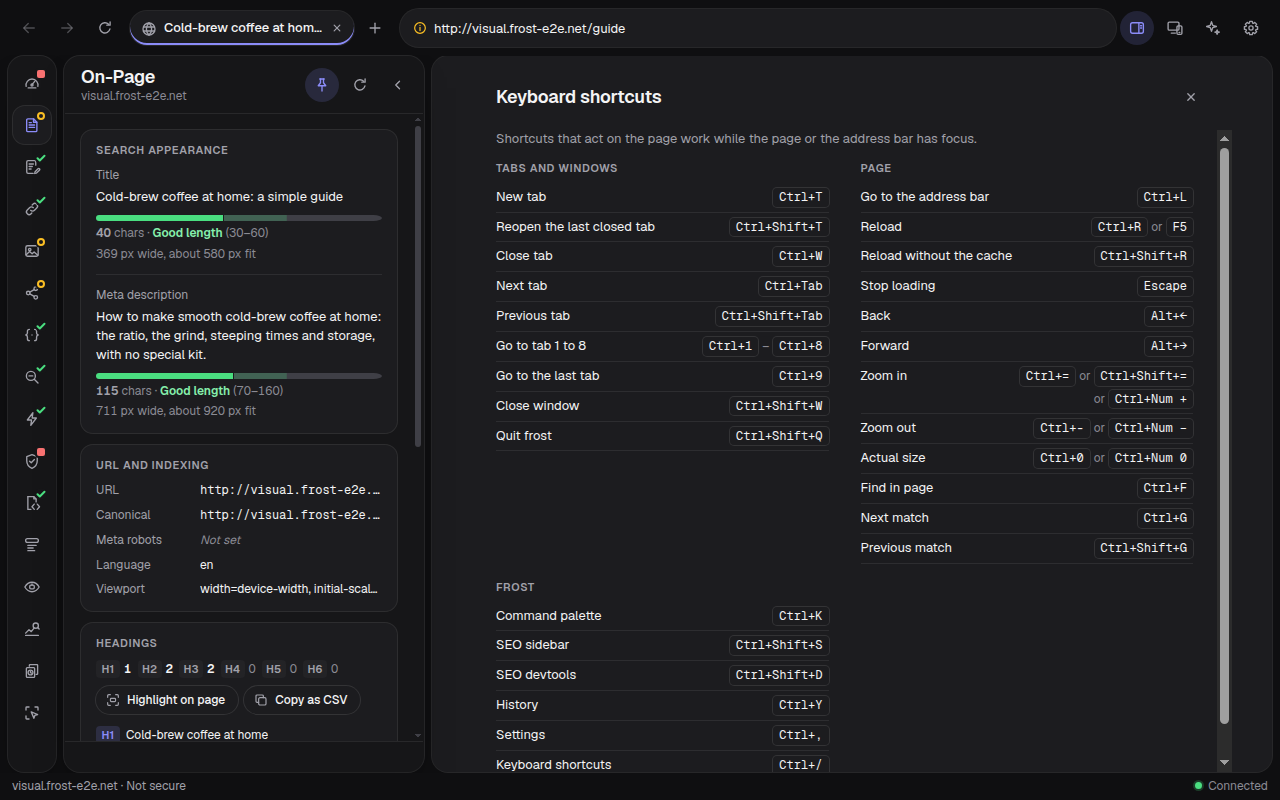 Cold-brew coffee at hom...
http://visual.frost-e2e.net/guide
On-Page
visual.frost-e2e.net
SEARCH APPEARANCE
Title
Cold-brew coffee at home: a simple guide
40 chars · Good length (30–60)
369 px wide, about 580 px fit
Meta description
How to make smooth cold-brew coffee at home:
the ratio, the grind, steeping times and storage,
with no special kit.
115 chars · Good length (70–160)
711 px wide, about 920 px fit
URL AND INDEXING
URL http://visual.frost-e2e.…
Canonical http://visual.frost-e2e.…
Meta robots Not set
Language en
Viewport width=device-width, initial-scal...
HEADINGS
H1 1 H2 2 H3 2 H4 0 H5 0 H6 0
Highlight on page Copy as CSV
H1 Cold-brew coffee at home
Keyboard shortcuts
Shortcuts that act on the page work while the page or the address bar has focus.
TABS AND WINDOWS
New tab Ctrl+T
Reopen the last closed tab Ctrl+Shift+T
Close tab Ctrl+W
Next tab Ctrl+Tab
Previous tab Ctrl+Shift+Tab
Go to tab 1 to 8 Ctrl+1 – Ctrl+8
Go to the last tab Ctrl+9
Close window Ctrl+Shift+W
Quit frost Ctrl+Shift+Q
PAGE
Go to the address bar Ctrl+L
Reload Ctrl+R or F5
Reload without the cache Ctrl+Shift+R
Stop loading Escape
Back Alt+←
Forward Alt+→
Zoom in Ctrl+= or Ctrl+Shift+=
or Ctrl+Num +
Zoom out Ctrl+- or Ctrl+Num −
Actual size Ctrl+0 or Ctrl+Num 0
Find in page Ctrl+F
Next match Ctrl+G
Previous match Ctrl+Shift+G
FROST
Command palette Ctrl+K
SEO sidebar Ctrl+Shift+S
SEO devtools Ctrl+Shift+D
History Ctrl+Y
Settings Ctrl+,
Keyboard shortcuts Ctrl+/
visual.frost-e2e.net · Not secure
Connected